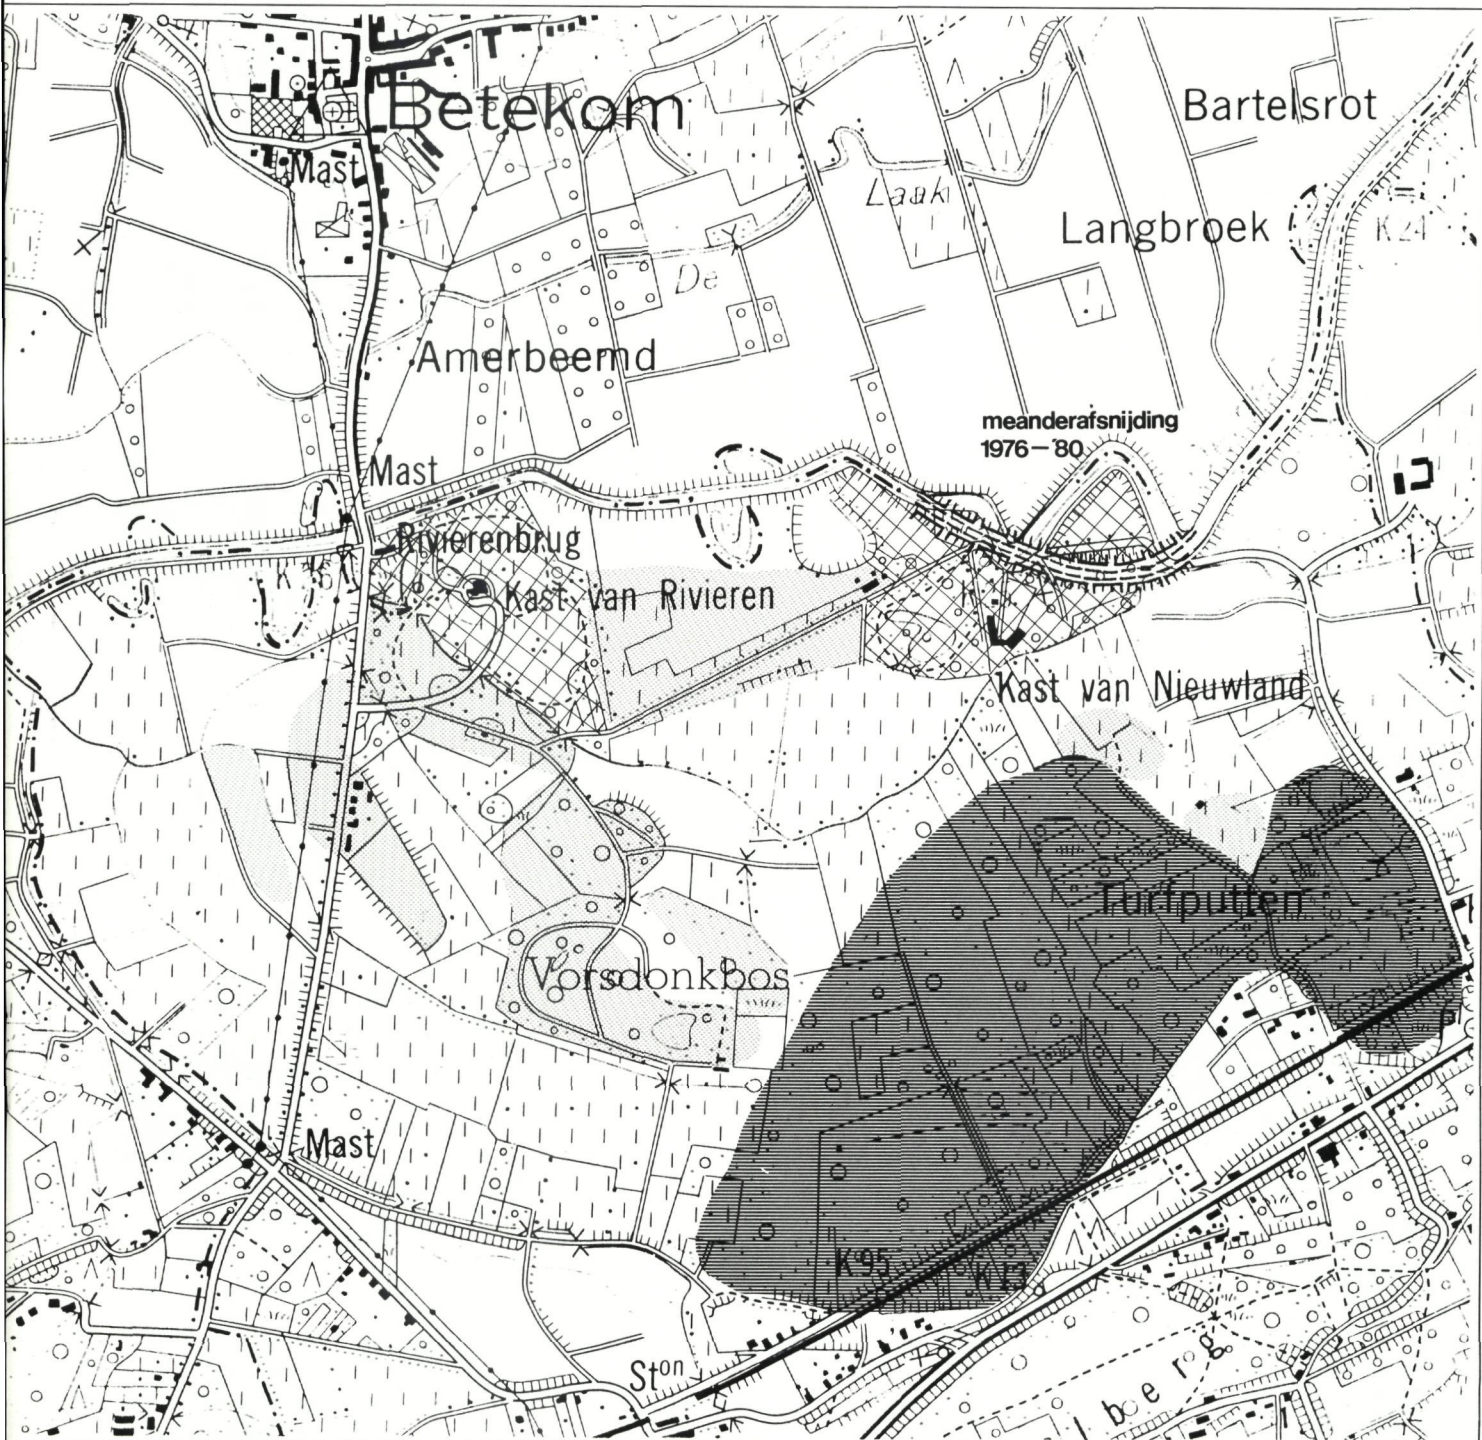 Betekom
Bartelsrot
Mast
Laak
Langbroek
K24
De
Amerbeemd
meanderafsnijding
1976–'80
Mast
Rivierenbrug
Kast van Rivieren
Kast van Nieuwland
Turfputten
Vorsdonkbos
Mast
K95
K13
Ston
berg